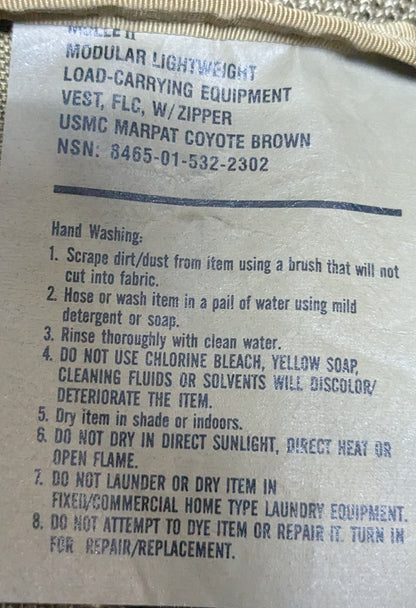 MOLLE II
MODULAR LIGHTWEIGHT
LOAD-CARRYING EQUIPMENT
VEST, FLC, W/ZIPPER
USMC MARPAT COYOTE BROWN
NSN: 8465-01-532-2302
Hand Washing:
1. Scrape dirt/dust from item using a brush that will not
cut into fabric.
2. Hose or wash item in a pail of water using mild
detergent or soap.
3. Rinse thoroughly with clean water.
4. DO NOT USE CHLORINE BLEACH, YELLOW SOAP,
CLEANING FLUIDS OR SOLVENTS WILL DISCOLOR/
DETERIORATE THE ITEM.
5. Dry item in shade or indoors.
6. DO NOT DRY IN DIRECT SUNLIGHT, DIRECT HEAT OR
OPEN FLAME.
7. DO NOT LAUNDER OR DRY ITEM IN
FIXED/COMMERCIAL HOME TYPE LAUNDRY EQUIPMENT.
8. DO NOT ATTEMPT TO DYE ITEM OR REPAIR IT. TURN IN
FOR REPAIR/REPLACEMENT.